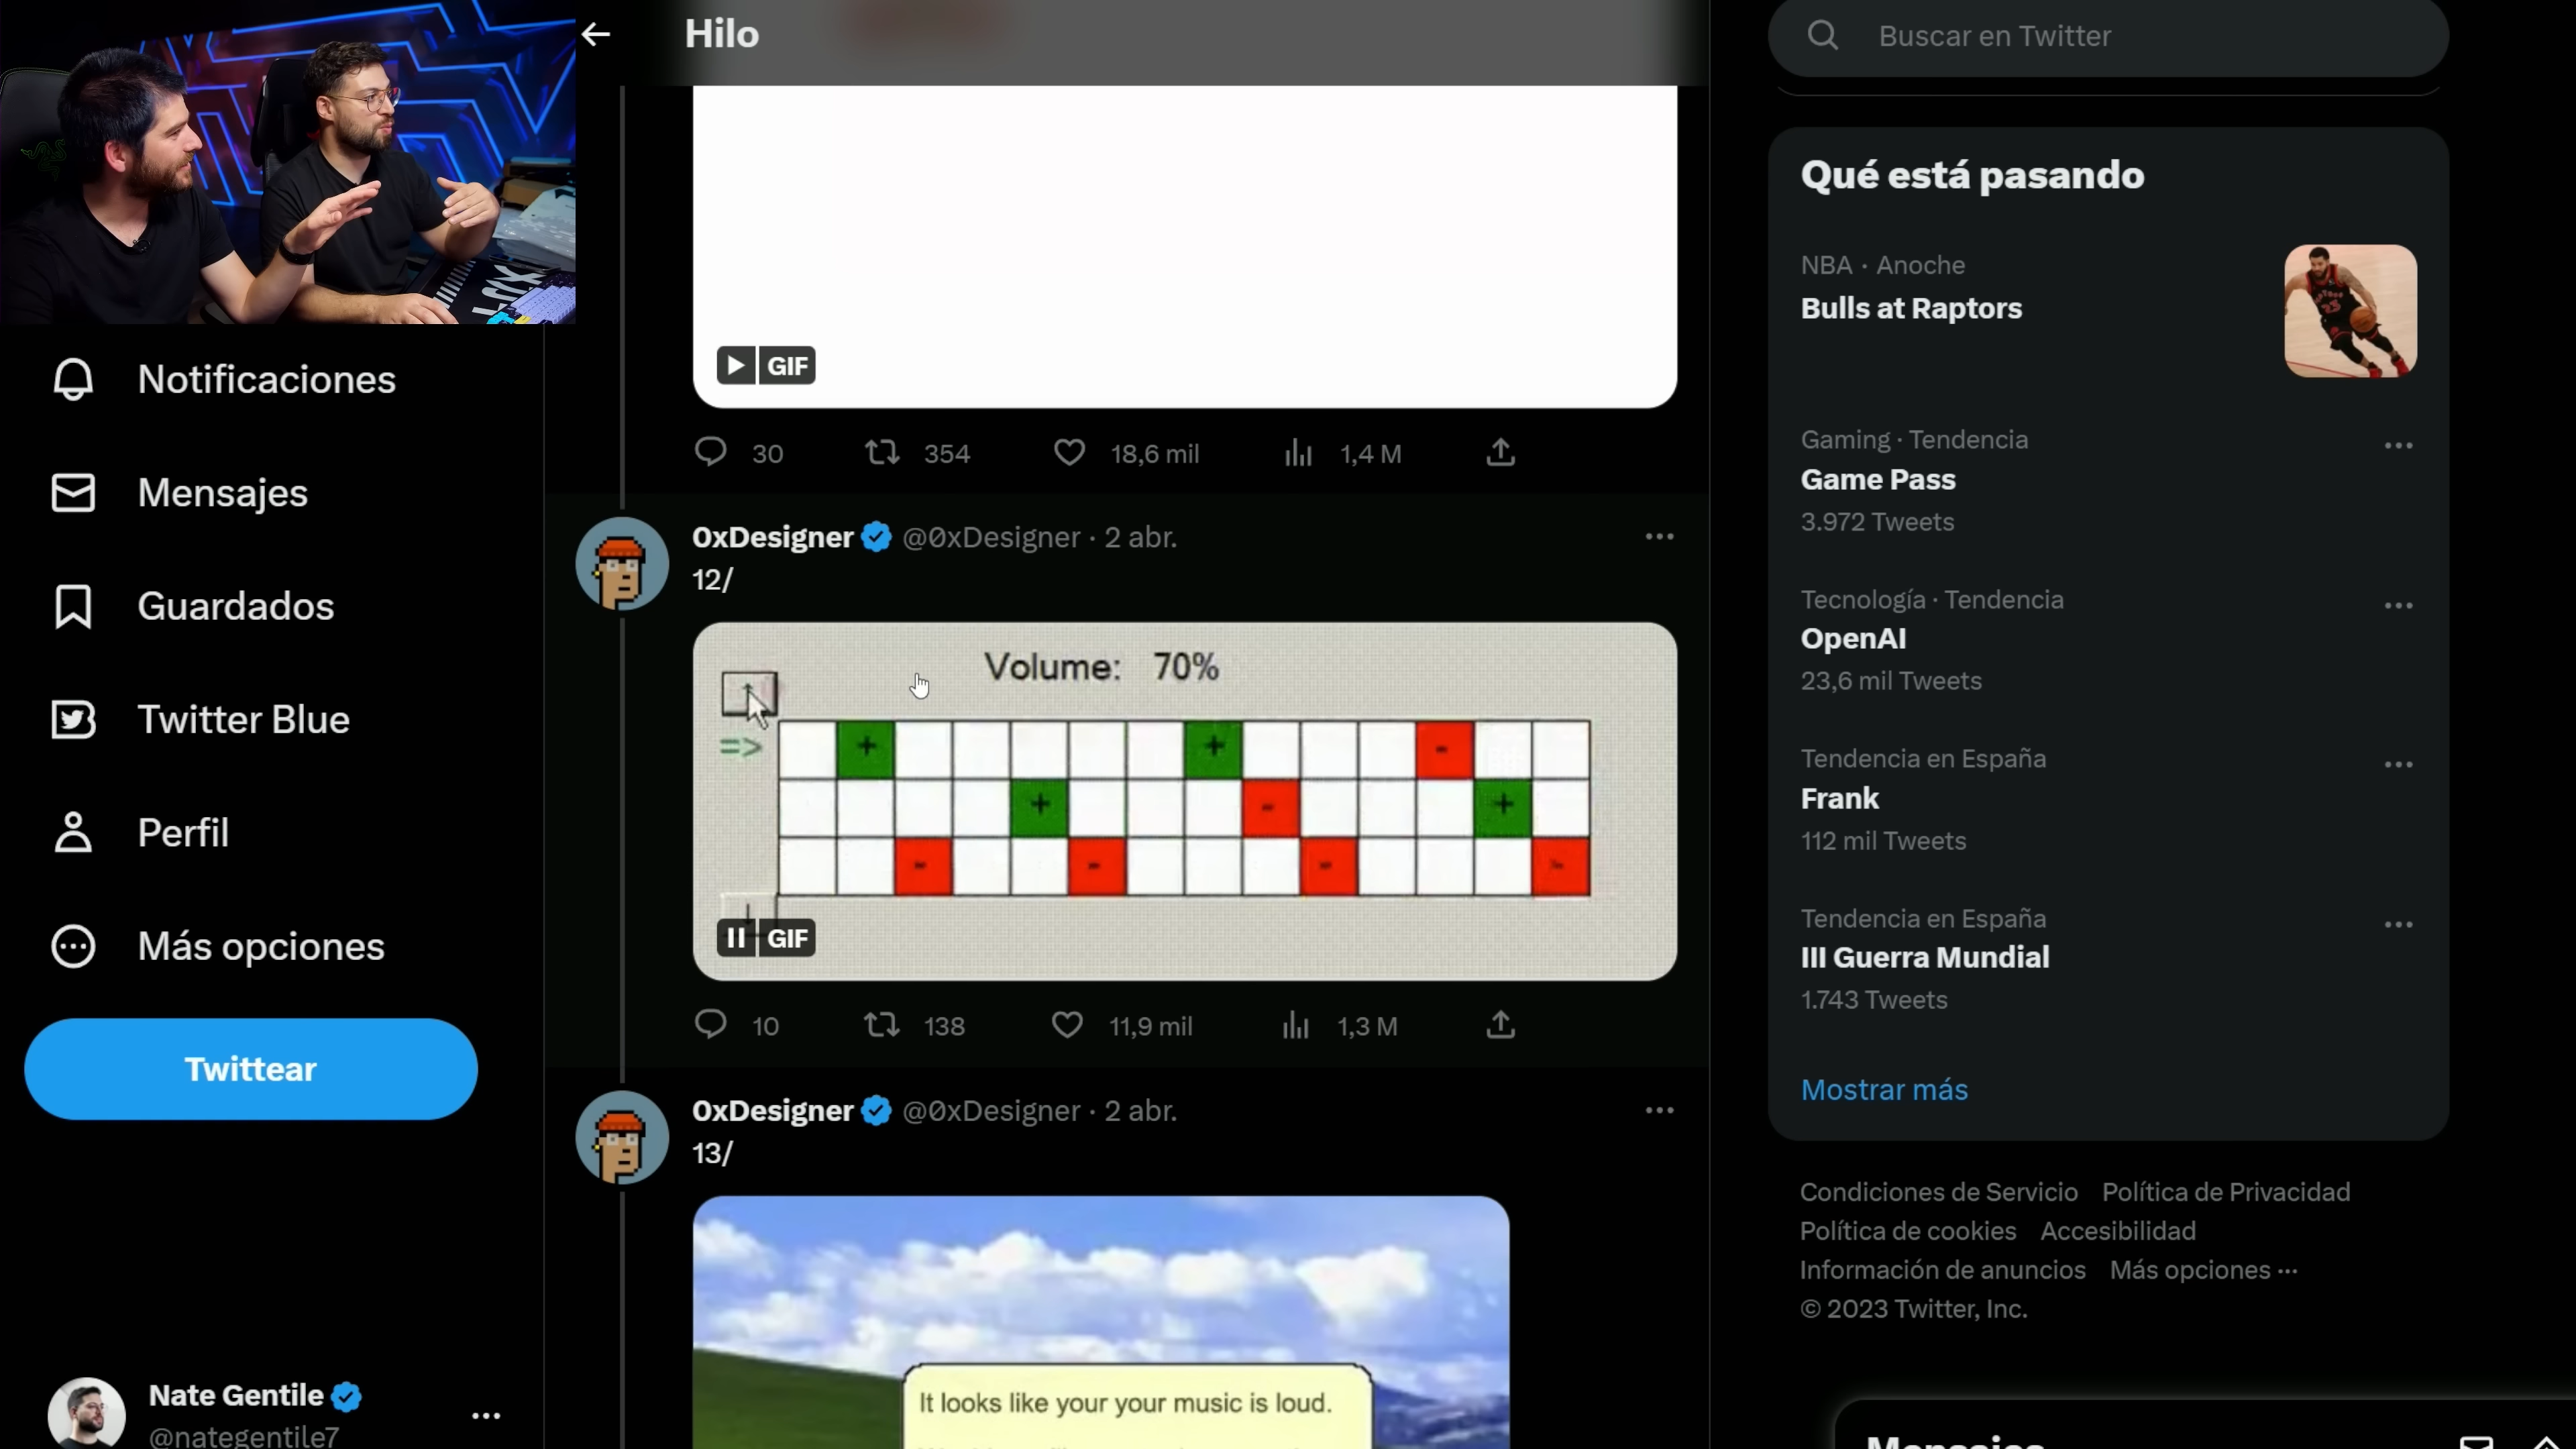 Hilo
Notificaciones
Mensajes
Guardados
Twitter Blue
Perfil
Más opciones
Twittear
Nate Gentile
@nategentile7
GIF
30
354
18,6 mil
1,4 M
0xDesigner @0xDesigner · 2 abr.
12/
Volume: 70%
=>
+ + -
+ - +
- - - -
GIF
10
138
11,9 mil
1,3 M
0xDesigner @0xDesigner · 2 abr.
13/
It looks like your your music is loud.
Buscar en Twitter
Qué está pasando
NBA · Anoche
Bulls at Raptors
Gaming · Tendencia
Game Pass
3.972 Tweets
Tecnología · Tendencia
OpenAI
23,6 mil Tweets
Tendencia en España
Frank
112 mil Tweets
Tendencia en España
III Guerra Mundial
1.743 Tweets
Mostrar más
Condiciones de Servicio Política de Privacidad
Política de cookies Accesibilidad
Información de anuncios Más opciones ···
© 2023 Twitter, Inc.
Mensajes